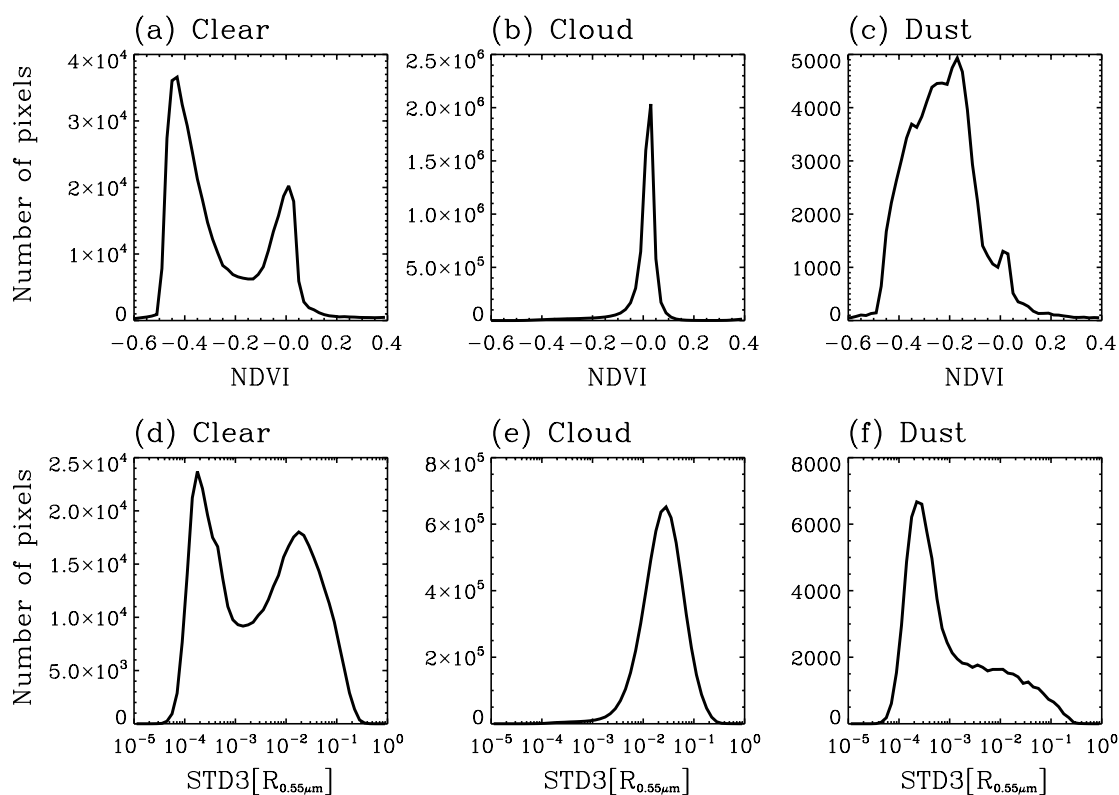 (a) Clear
(b) Cloud
(c) Dust
Number of pixels
4×10⁴
3×10⁴
2×10⁴
1×10⁴
0
-0.6 -0.4 -0.2 -0.0 0.2 0.4
NDVI
2.5×10⁶
2.0×10⁶
1.5×10⁶
1.0×10⁶
5.0×10⁵
0
-0.6 -0.4 -0.2 -0.0 0.2 0.4
NDVI
5000
4000
3000
2000
1000
0
-0.6 -0.4 -0.2 -0.0 0.2 0.4
NDVI
(d) Clear
(e) Cloud
(f) Dust
Number of pixels
2.5×10⁴
2.0×10⁴
1.5×10⁴
1.0×10⁴
5.0×10³
0
10⁻⁵ 10⁻⁴ 10⁻³ 10⁻² 10⁻¹ 10⁰
STD3[R0.55μm]
8×10⁵
6×10⁵
4×10⁵
2×10⁵
0
10⁻⁵ 10⁻⁴ 10⁻³ 10⁻² 10⁻¹ 10⁰
STD3[R0.55μm]
8000
6000
4000
2000
0
10⁻⁵ 10⁻⁴ 10⁻³ 10⁻² 10⁻¹ 10⁰
STD3[R0.55μm]